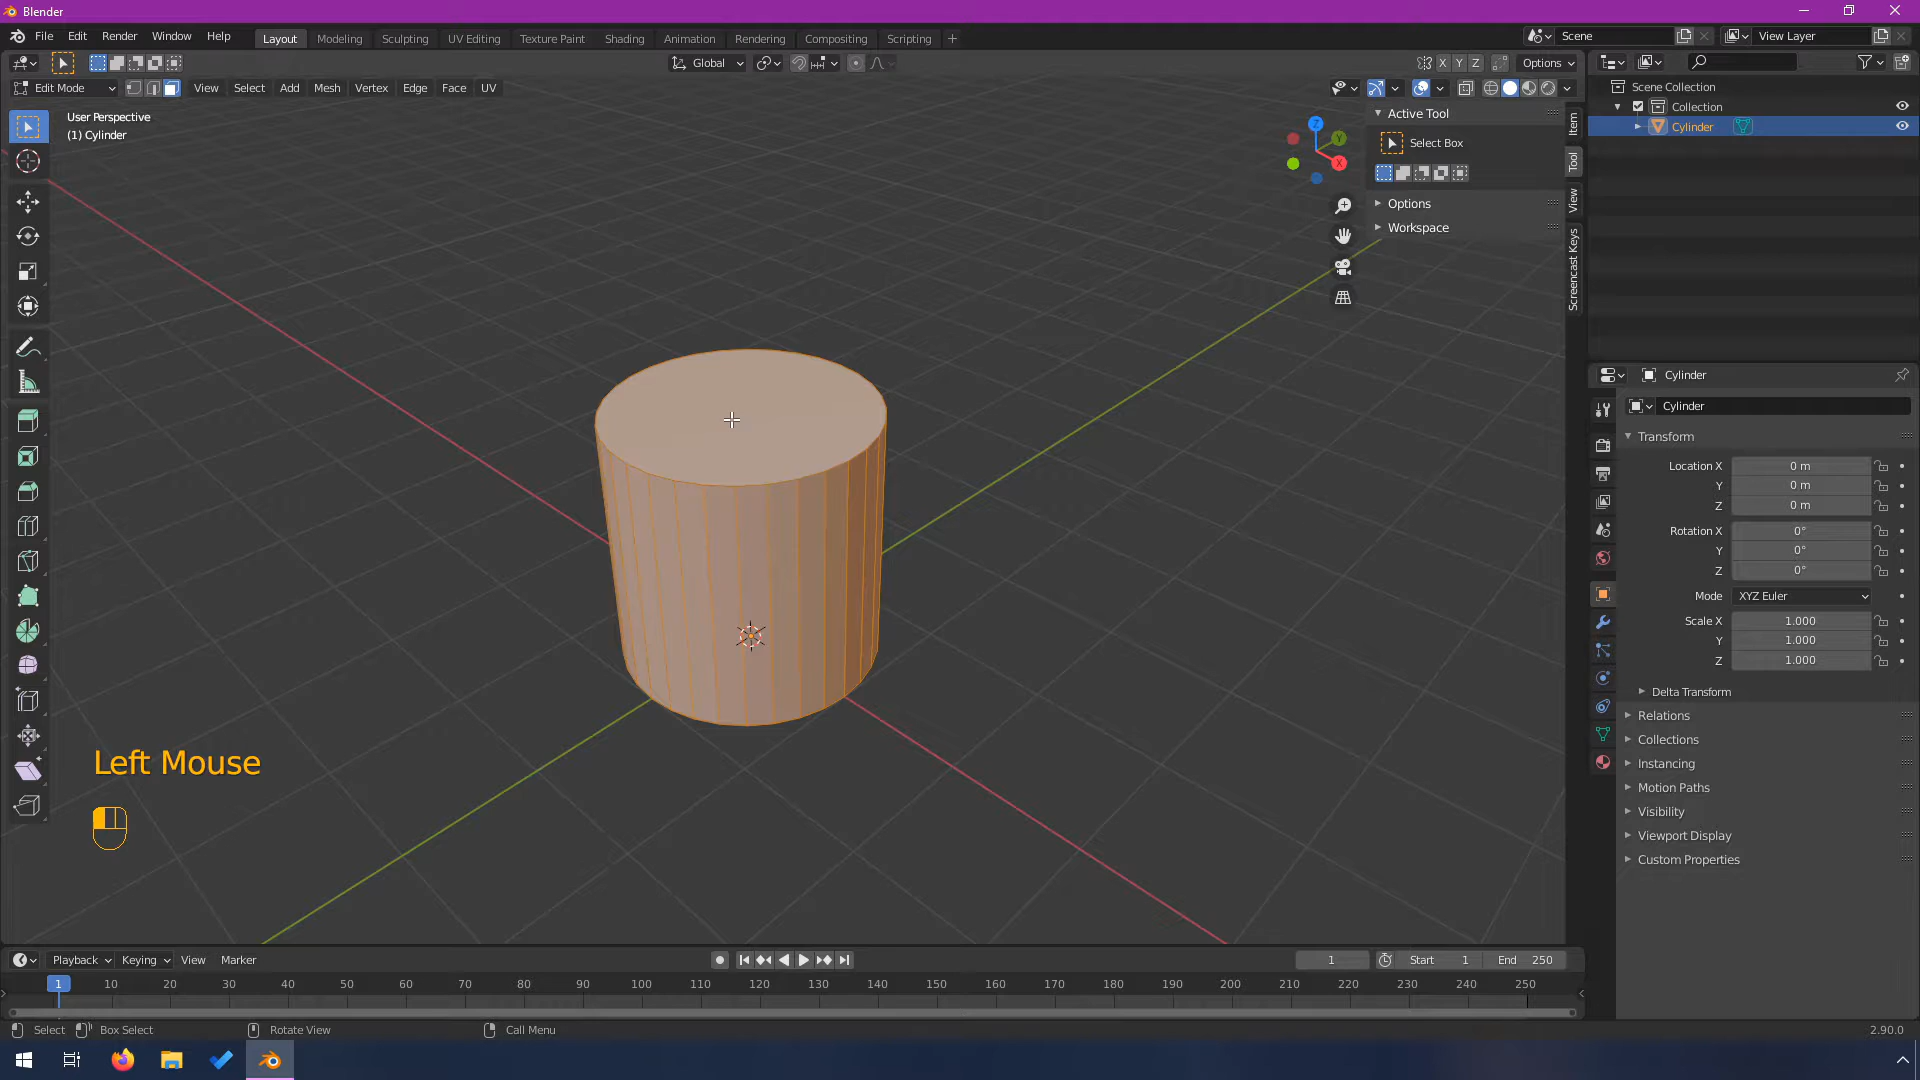 Blender
File Edit Render Window Help
Layout Modeling Sculpting UV Editing Texture Paint Shading Animation Rendering Compositing Scripting +
Scene
View Layer
Global
X Y Z
Options
Edit Mode
View Select Add Mesh Vertex Edge Face UV
User Perspective
(1) Cylinder
Z
Y
X
Active Tool
Select Box
Options
Workspace
Item
Tool
View
Screencast Keys
Scene Collection
Collection
Cylinder
Cylinder
Cylinder
Transform
Location X 0 m
Y 0 m
Z 0 m
Rotation X 0°
Y 0°
Z 0°
Mode XYZ Euler
Scale X 1.000
Y 1.000
Z 1.000
Delta Transform
Relations
Collections
Instancing
Motion Paths
Visibility
Viewport Display
Custom Properties
Left Mouse
Playback Keying View Marker
1
Start 1
End 250
1 10 20 30 40 50 60 70 80 90 100 110 120 130 140 150 160 170 180 190 200 210 220 230 240 250
Select Box Select Rotate View Call Menu
2.90.0